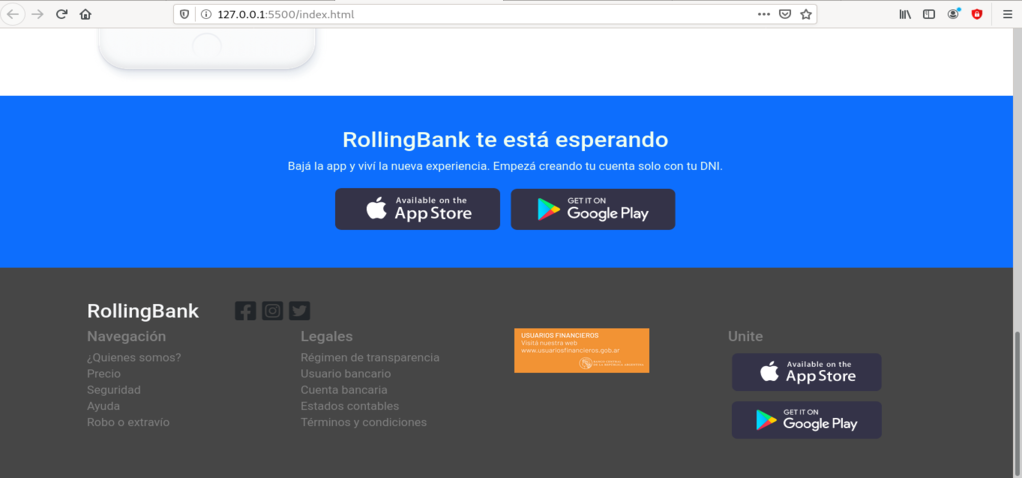 127.0.0.1:5500/index.html
RollingBank te está esperando
Bajá la app y viví la nueva experiencia. Empezá creando tu cuenta solo con tu DNI.
Available on the
App Store
GET IT ON
Google Play
RollingBank
Navegación
¿Quienes somos?
Precio
Seguridad
Ayuda
Robo o extravío
Legales
Régimen de transparencia
Usuario bancario
Cuenta bancaria
Estados contables
Términos y condiciones
USUARIOS FINANCIEROS
Visitá nuestra web
www.usuariosfinancieros.gob.ar
Unite
Available on the
App Store
GET IT ON
Google Play